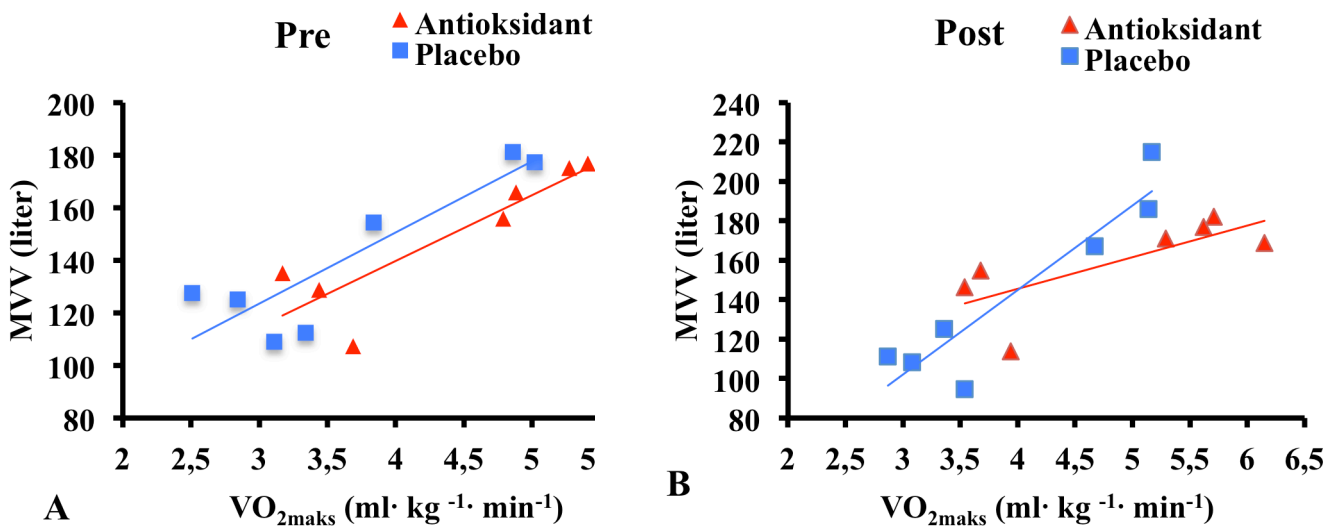 Pre
Antioksidant
Placebo
MVV (liter)
200
180
160
140
120
100
80
2 2,5 3 3,5 4 4,5 5 5
A
VO2maks (ml· kg -1· min-1)
Post
Antioksidant
Placebo
MVV (liter)
240
220
200
180
160
140
120
100
80
2 2,5 3 3,5 4 4,5 5 5,5 6 6,5
B
VO2maks (ml· kg -1· min-1)